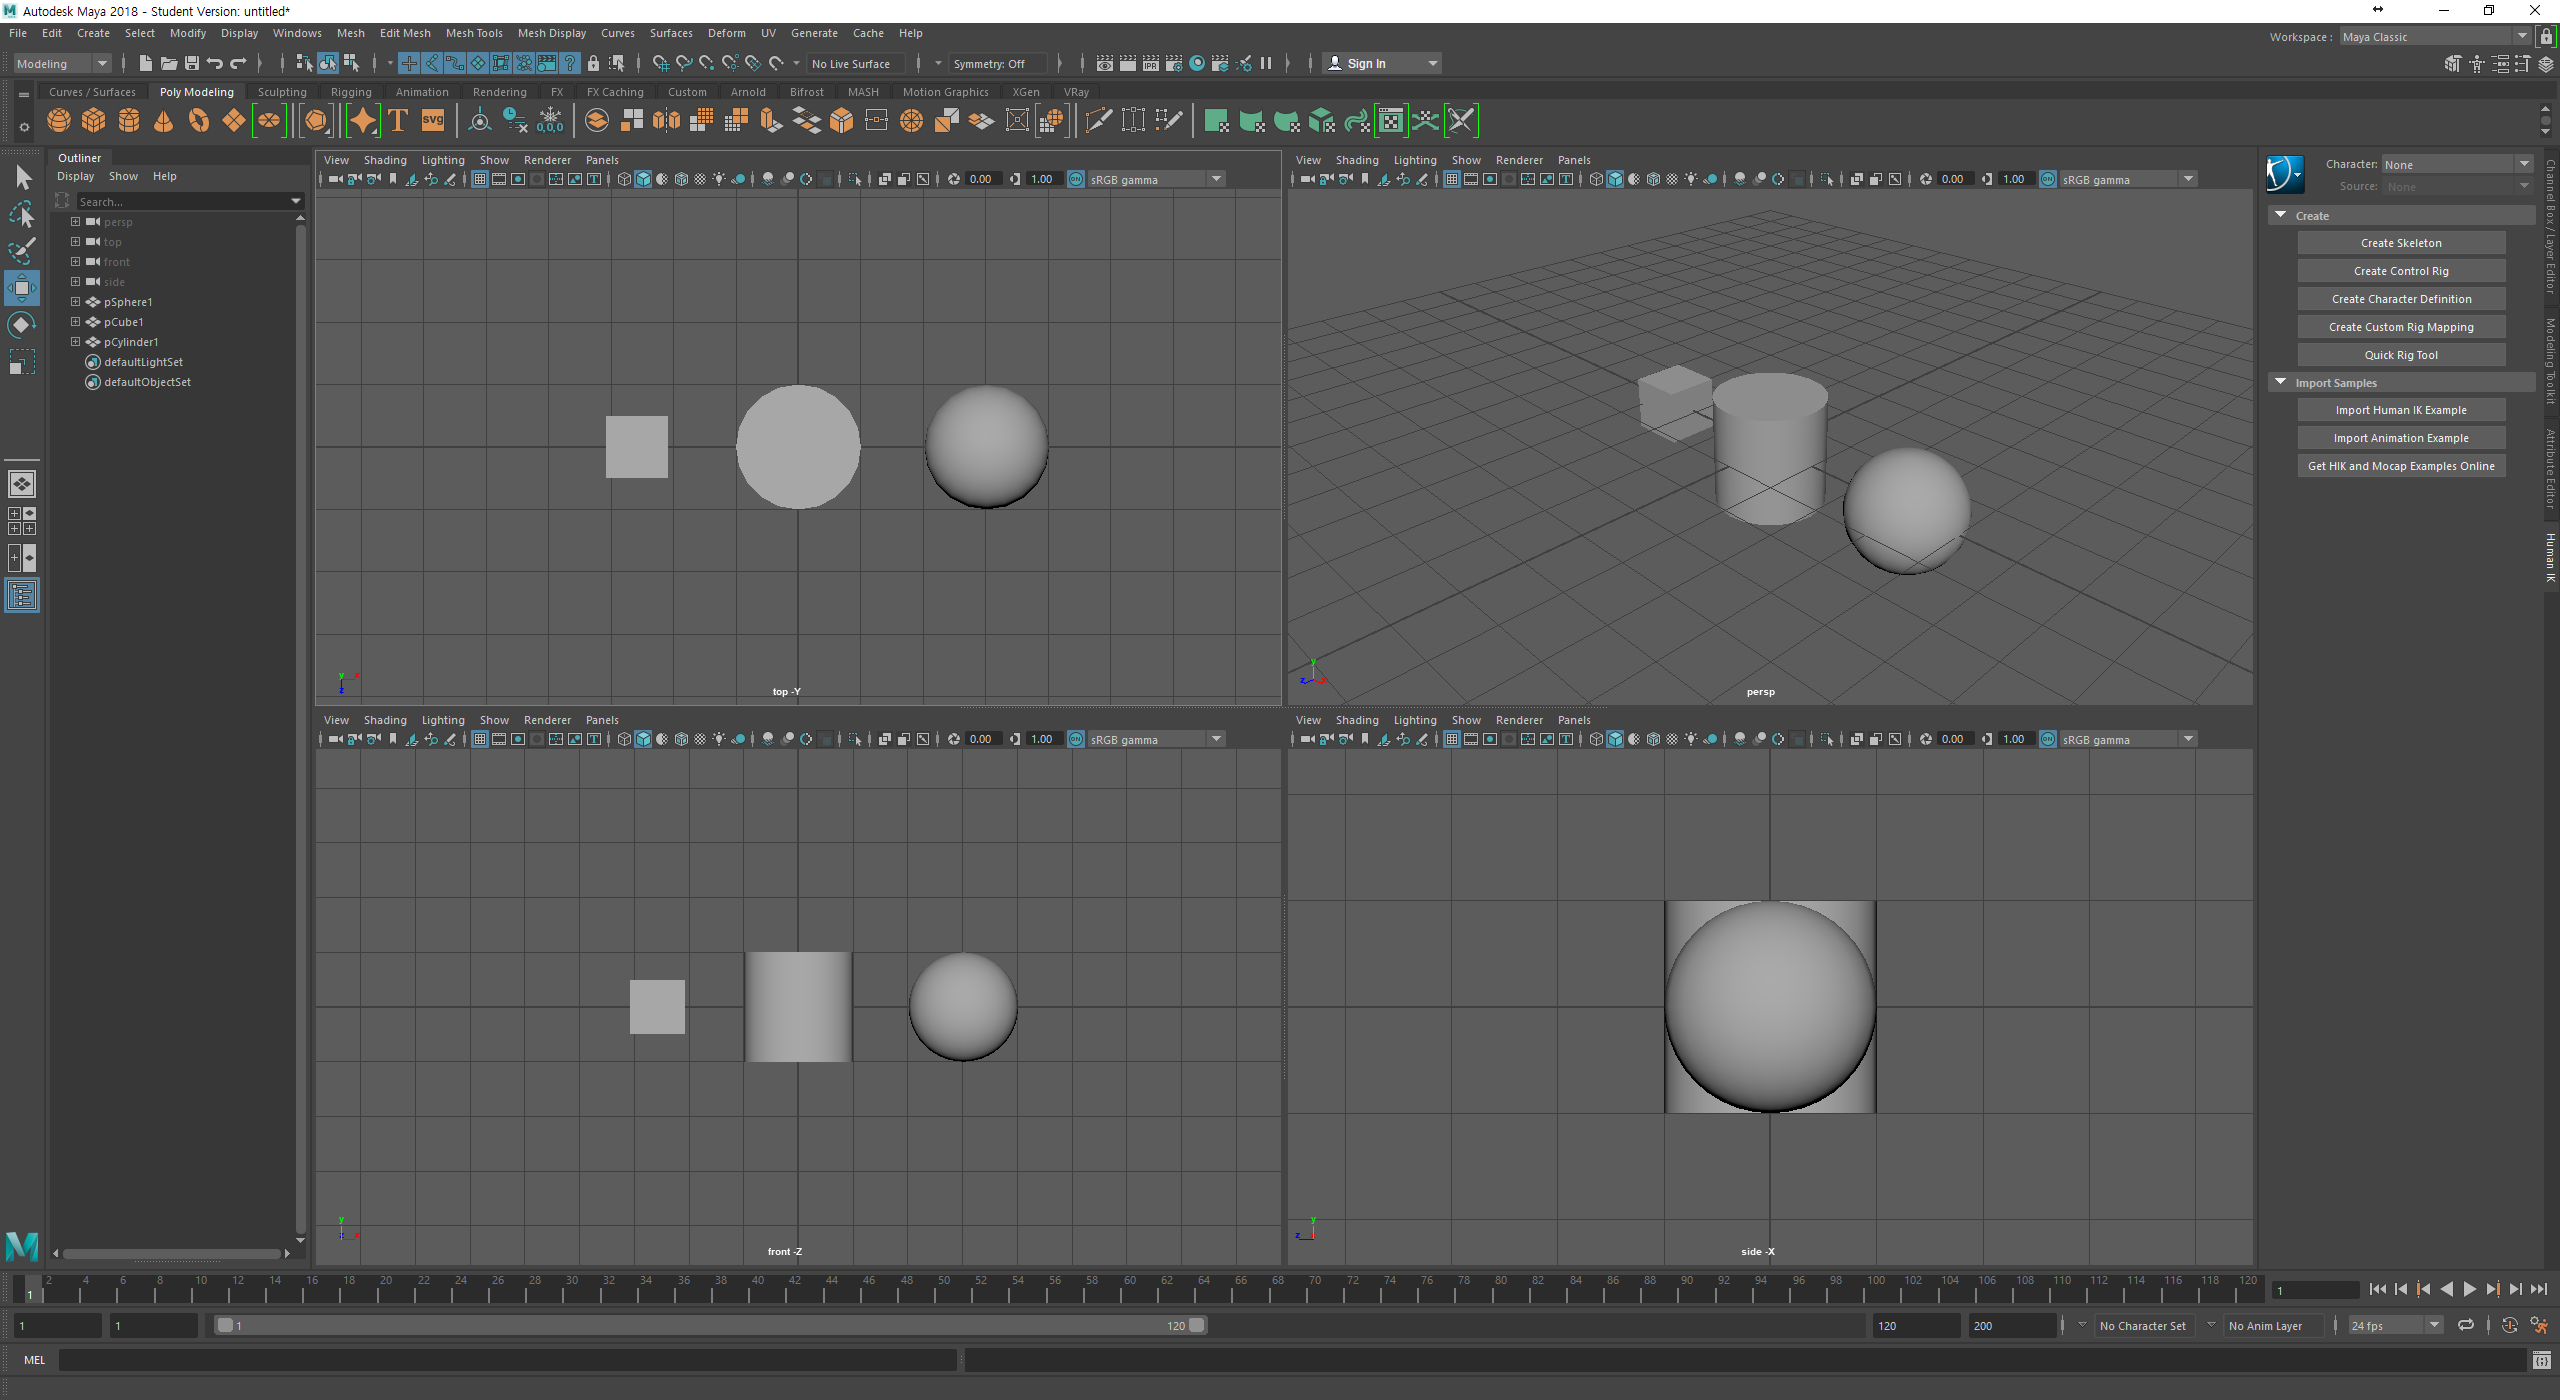 Autodesk Maya 2018 - Student Version: untitled*
File Edit Create Select Modify Display Windows Mesh Edit Mesh Mesh Tools Mesh Display Curves Surfaces Deform UV Generate Cache Help
Workspace : Maya Classic
Modeling No Live Surface Symmetry: Off IPR Sign In
Curves / Surfaces Poly Modeling Sculpting Rigging Animation Rendering FX FX Caching Custom Arnold Bifrost MASH Motion Graphics XGen VRay
T SVG 0,0,0
Outliner
Display Show Help
Search...
persp
top
front
side
pSphere1
pCube1
pCylinder1
defaultLightSet
defaultObjectSet
View Shading Lighting Show Renderer Panels
0.00 1.00 ON sRGB gamma
y x
z
top -Y
View Shading Lighting Show Renderer Panels
0.00 1.00 ON sRGB gamma
y
z x
persp
View Shading Lighting Show Renderer Panels
0.00 1.00 ON sRGB gamma
y
z x
front -Z
View Shading Lighting Show Renderer Panels
0.00 1.00 ON sRGB gamma
y
z
side -X
Character: None
Source: None
Create
Create Skeleton
Create Control Rig
Create Character Definition
Create Custom Rig Mapping
Quick Rig Tool
Import Samples
Import Human IK Example
Import Animation Example
Get HIK and Mocap Examples Online
Channel Box / Layer Editor
Modeling Toolkit
Attribute Editor
Human IK
2 4 6 8 10 12 14 16 18 20 22 24 26 28 30 32 34 36 38 40 42 44 46 48 50 52 54 56 58 60 62 64 66 68 70 72 74 76 78 80 82 84 86 88 90 92 94 96 98 100 102 104 106 108 110 112 114 116 118 120
1 1
1 1 1 120 120 200 No Character Set No Anim Layer 24 fps
MEL